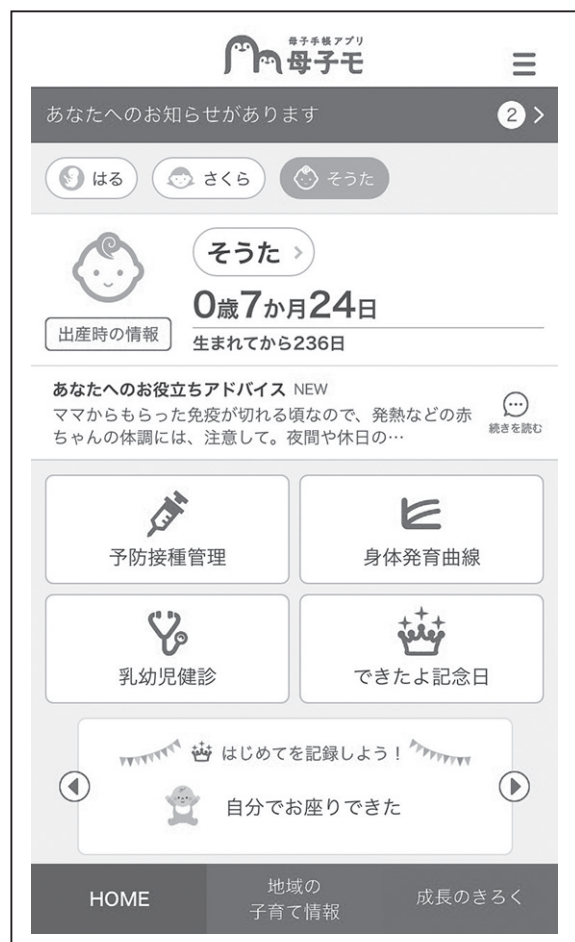 母子手帳アプリ
母子モ
あなたへのお知らせがあります 2
はる さくら そうた
そうた
0歳7か月24日
出産時の情報
生まれてから236日
あなたへのお役立ちアドバイス NEW
ママからもらった免疫が切れる頃なので、発熱などの赤
ちゃんの体調には、注意して。夜間や休日の…
続きを読む
予防接種管理
身体発育曲線
乳幼児健診
できたよ記念日
はじめてを記録しよう!
自分でお座りできた
HOME
地域の
子育て情報
成長のきろく